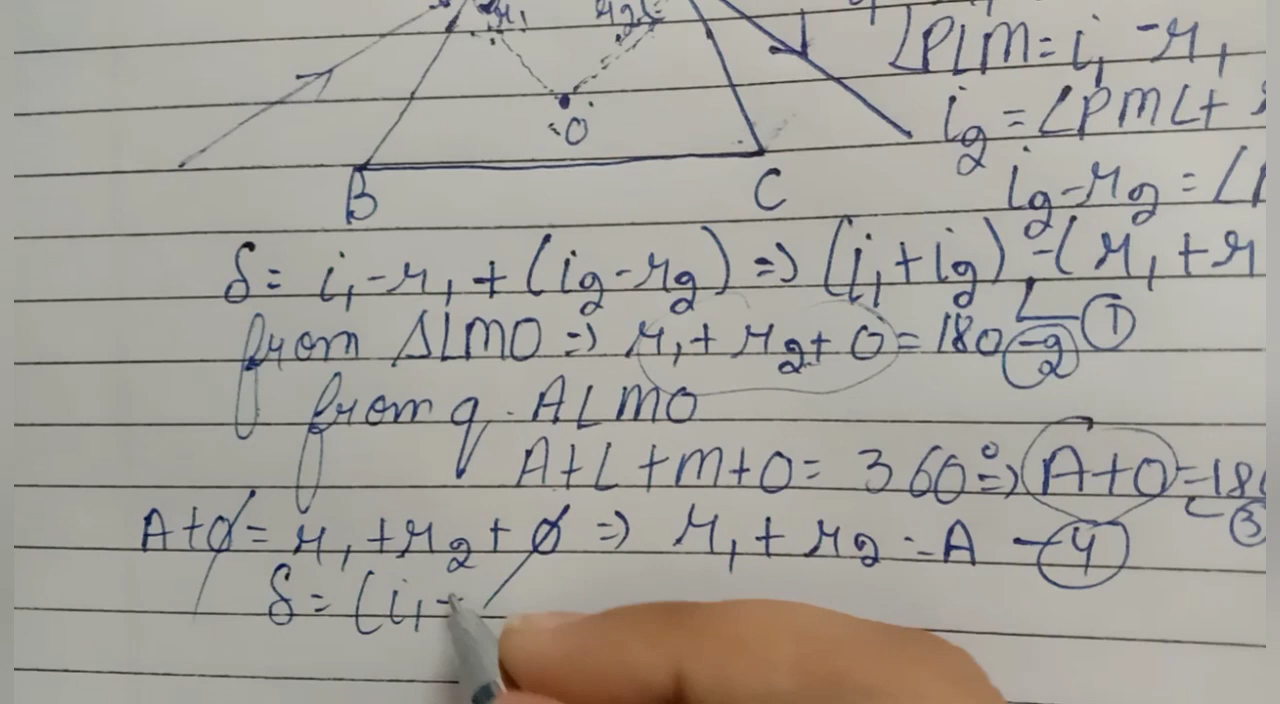 r₁ r₂
∠PLM = i₁ - r₁
O
i₂ = ∠PML +
B C
i₂ - r₂ = ∠
δ = i₁ - r₁ + (i₂ - r₂) => (i₁ + i₂) - (r₁ + r
from ΔLMO => r₁ + r₂ + O = 180 - 2 1
from q. ALMO
A + L + M + O = 360° => A + O = 18 3
A + O = r₁ + r₂ + O => r₁ + r₂ = A - 4
δ = (i₁ +